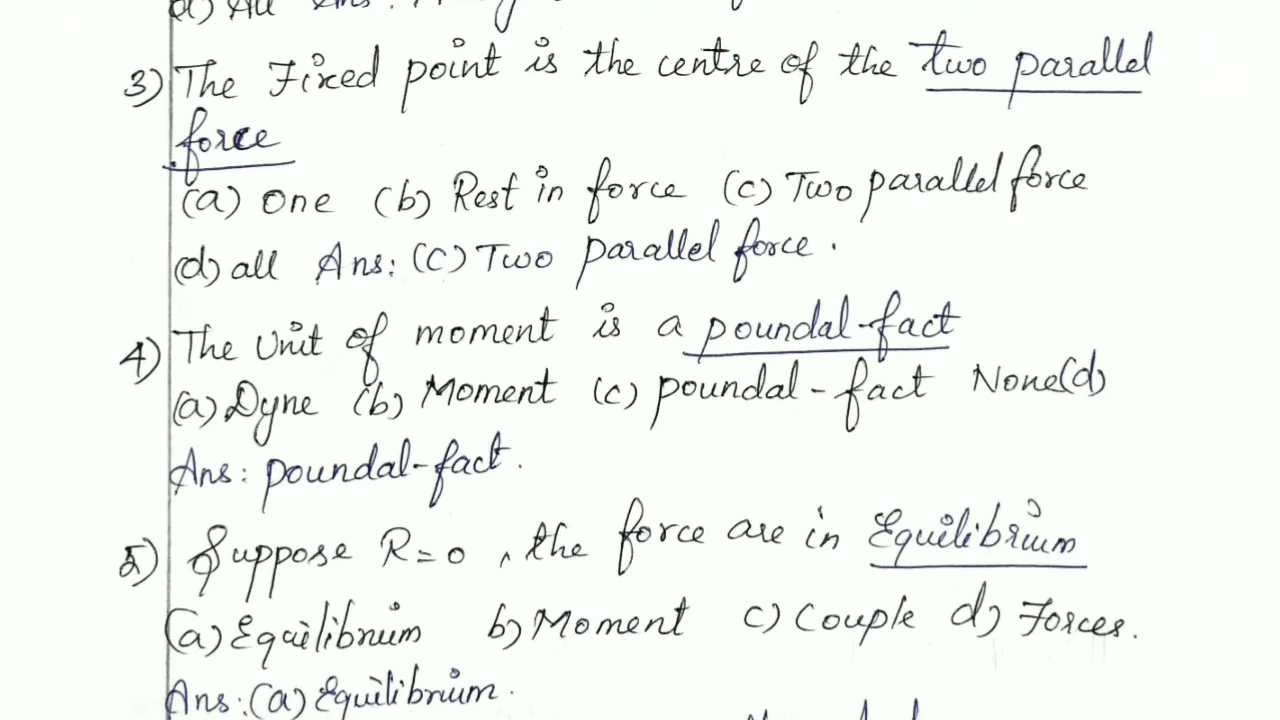 d) All Ans:
3) The Fixed point is the centre of the two parallel
force
(a) one (b) Rest in force (c) Two parallel force
(d) all Ans: (C) Two parallel force.
4) The Unit of moment is a poundal-fact
(a) Dyne (b) Moment (c) poundal-fact None(d)
Ans: poundal-fact.
5) Suppose R=0, the force are in Equilibrium
(a) Equilibrium b) Moment c) Couple d) Forces.
Ans: (a) Equilibrium.